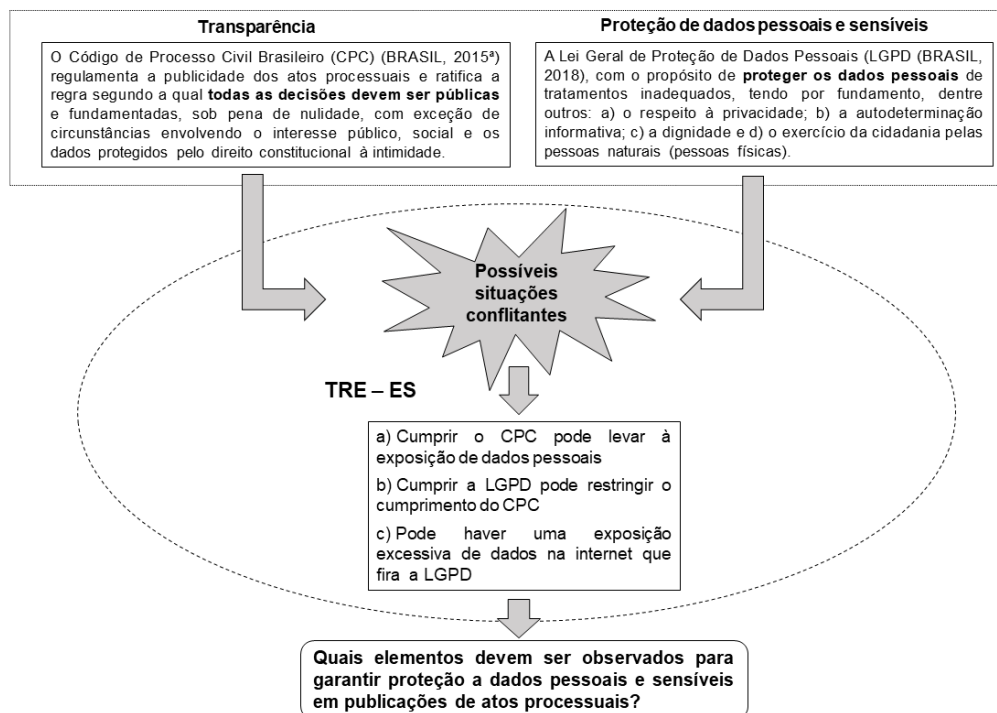 Transparência
O Código de Processo Civil Brasileiro (CPC) (BRASIL, 2015ª)
regulamenta a publicidade dos atos processuais e ratifica a
regra segundo a qual todas as decisões devem ser públicas
e fundamentadas, sob pena de nulidade, com exceção de
circunstâncias envolvendo o interesse público, social e os
dados protegidos pelo direito constitucional à intimidade.
Proteção de dados pessoais e sensíveis
A Lei Geral de Proteção de Dados Pessoais (LGPD (BRASIL,
2018), com o propósito de proteger os dados pessoais de
tratamentos inadequados, tendo por fundamento, dentre
outros: a) o respeito à privacidade; b) a autodeterminação
informativa; c) a dignidade e d) o exercício da cidadania pelas
pessoas naturais (pessoas físicas).
Possíveis
situações
conflitantes
TRE – ES
a) Cumprir o CPC pode levar à
exposição de dados pessoais
b) Cumprir a LGPD pode restringir o
cumprimento do CPC
c) Pode haver uma exposição
excessiva de dados na internet que
fira a LGPD
Quais elementos devem ser observados para
garantir proteção a dados pessoais e sensíveis
em publicações de atos processuais?